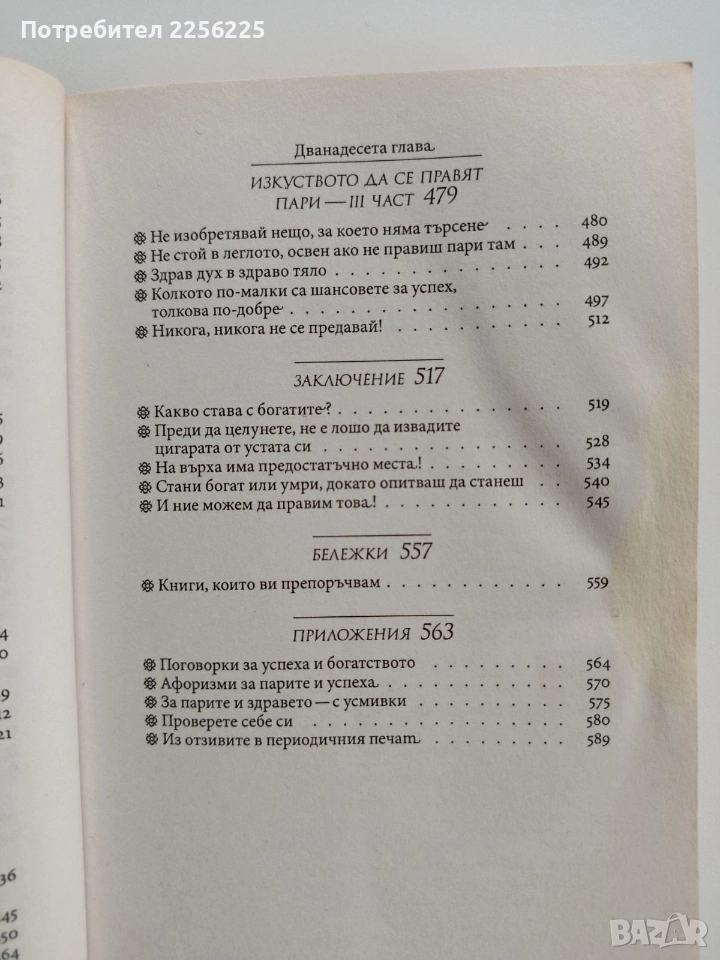 Потребител 2256225
Дванадесета глава
ИЗКУСТВОТО ДА СЕ ПРАВЯТ
ПАРИ — III ЧАСТ 479
Не изобретявай нещо, за което няма търсене . . . . 480
Не стой в леглото, освен ако не правиш пари там . . . 489
Здрав дух в здраво тяло . . . . . . . . . . . . . . . 492
Колкото по-малки са шансовете за успех,
толкова по-добре . . . . . . . . . . . . . . . . . . 497
Никога, никога не се предавай! . . . . . . . . . . . . 512
ЗАКЛЮЧЕНИЕ 517
Какво става с богатите? . . . . . . . . . . . . . . . 519
Преди да целунете, не е лошо да извадите
цигарата от устата си . . . . . . . . . . . . . . . . 528
На върха има предостатъчно места! . . . . . . . . . 534
Стани богат или умри, докато опитваш да станеш . . 540
И ние можем да правим това! . . . . . . . . . . . . 545
БЕЛЕЖКИ 557
Книги, които ви препоръчвам . . . . . . . . . . . . 559
ПРИЛОЖЕНИЯ 563
Поговорки за успеха и богатството . . . . . . . . . . 564
Афоризми за парите и успеха . . . . . . . . . . . . 570
За парите и здравето — с усмивки . . . . . . . . . . 575
Проверете себе си . . . . . . . . . . . . . . . . . 580
Из отзивите в периодичния печат . . . . . . . . . . 589
36
45
50
64
BAZAR